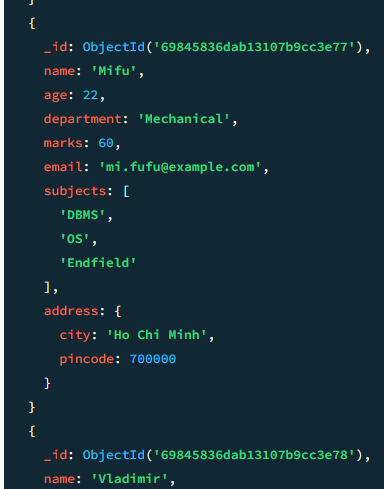 }
{
_id: ObjectId('69845836dab13107b9cc3e77'),
name: 'Mifu',
age: 22,
department: 'Mechanical',
marks: 60,
email: 'mi.fufu@example.com',
subjects: [
'DBMS',
'OS',
'Endfield'
],
address: {
city: 'Ho Chi Minh',
pincode: 700000
}
}
{
_id: ObjectId('69845836dab13107b9cc3e78'),
name: 'Vladimir',